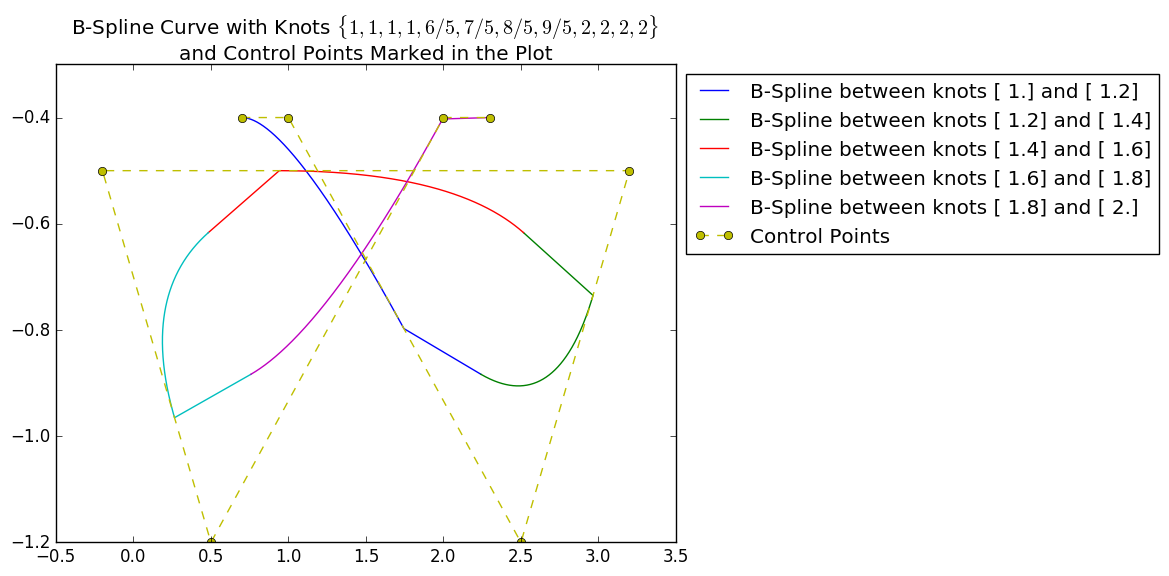 B-Spline Curve with Knots {1, 1, 1, 1, 6/5, 7/5, 8/5, 9/5, 2, 2, 2, 2}
and Control Points Marked in the Plot
B-Spline between knots [ 1.] and [ 1.2]
B-Spline between knots [ 1.2] and [ 1.4]
B-Spline between knots [ 1.4] and [ 1.6]
B-Spline between knots [ 1.6] and [ 1.8]
B-Spline between knots [ 1.8] and [ 2.]
Control Points
−0.4
−0.6
−0.8
−1.0
−1.2
−0.5 0.0 0.5 1.0 1.5 2.0 2.5 3.0 3.5